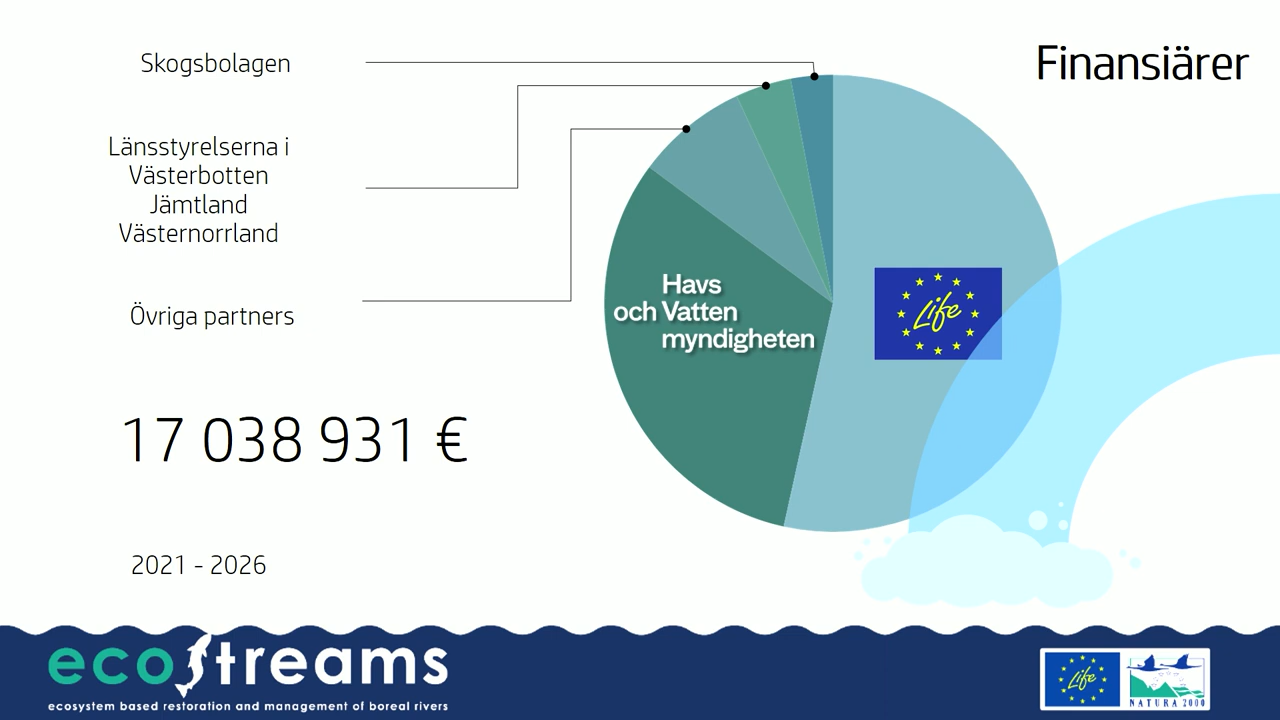 Finansiärer
Skogsbolagen
Länsstyrelserna i
Västerbotten
Jämtland
Västernorrland
Övriga partners
Havs
och Vatten
myndigheten
Life
17 038 931 €
2021 - 2026
ecostreams
ecosystem based restoration and management of boreal rivers
Life
NATURA 2000